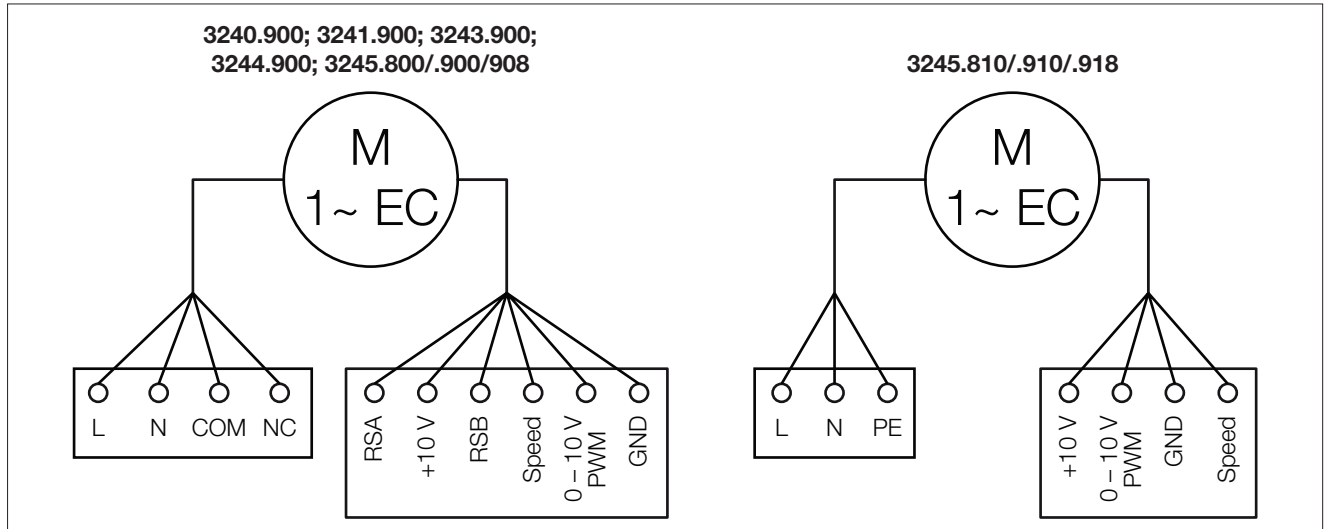 3240.900; 3241.900; 3243.900;
3244.900; 3245.800/.900/908
M
1~ EC
L N COM NC
RSA
+10 V
RSB
Speed
0 – 10 V
PWM
GND
3245.810/.910/.918
M
1~ EC
L N PE
+10 V
0 – 10 V
PWM
GND
Speed